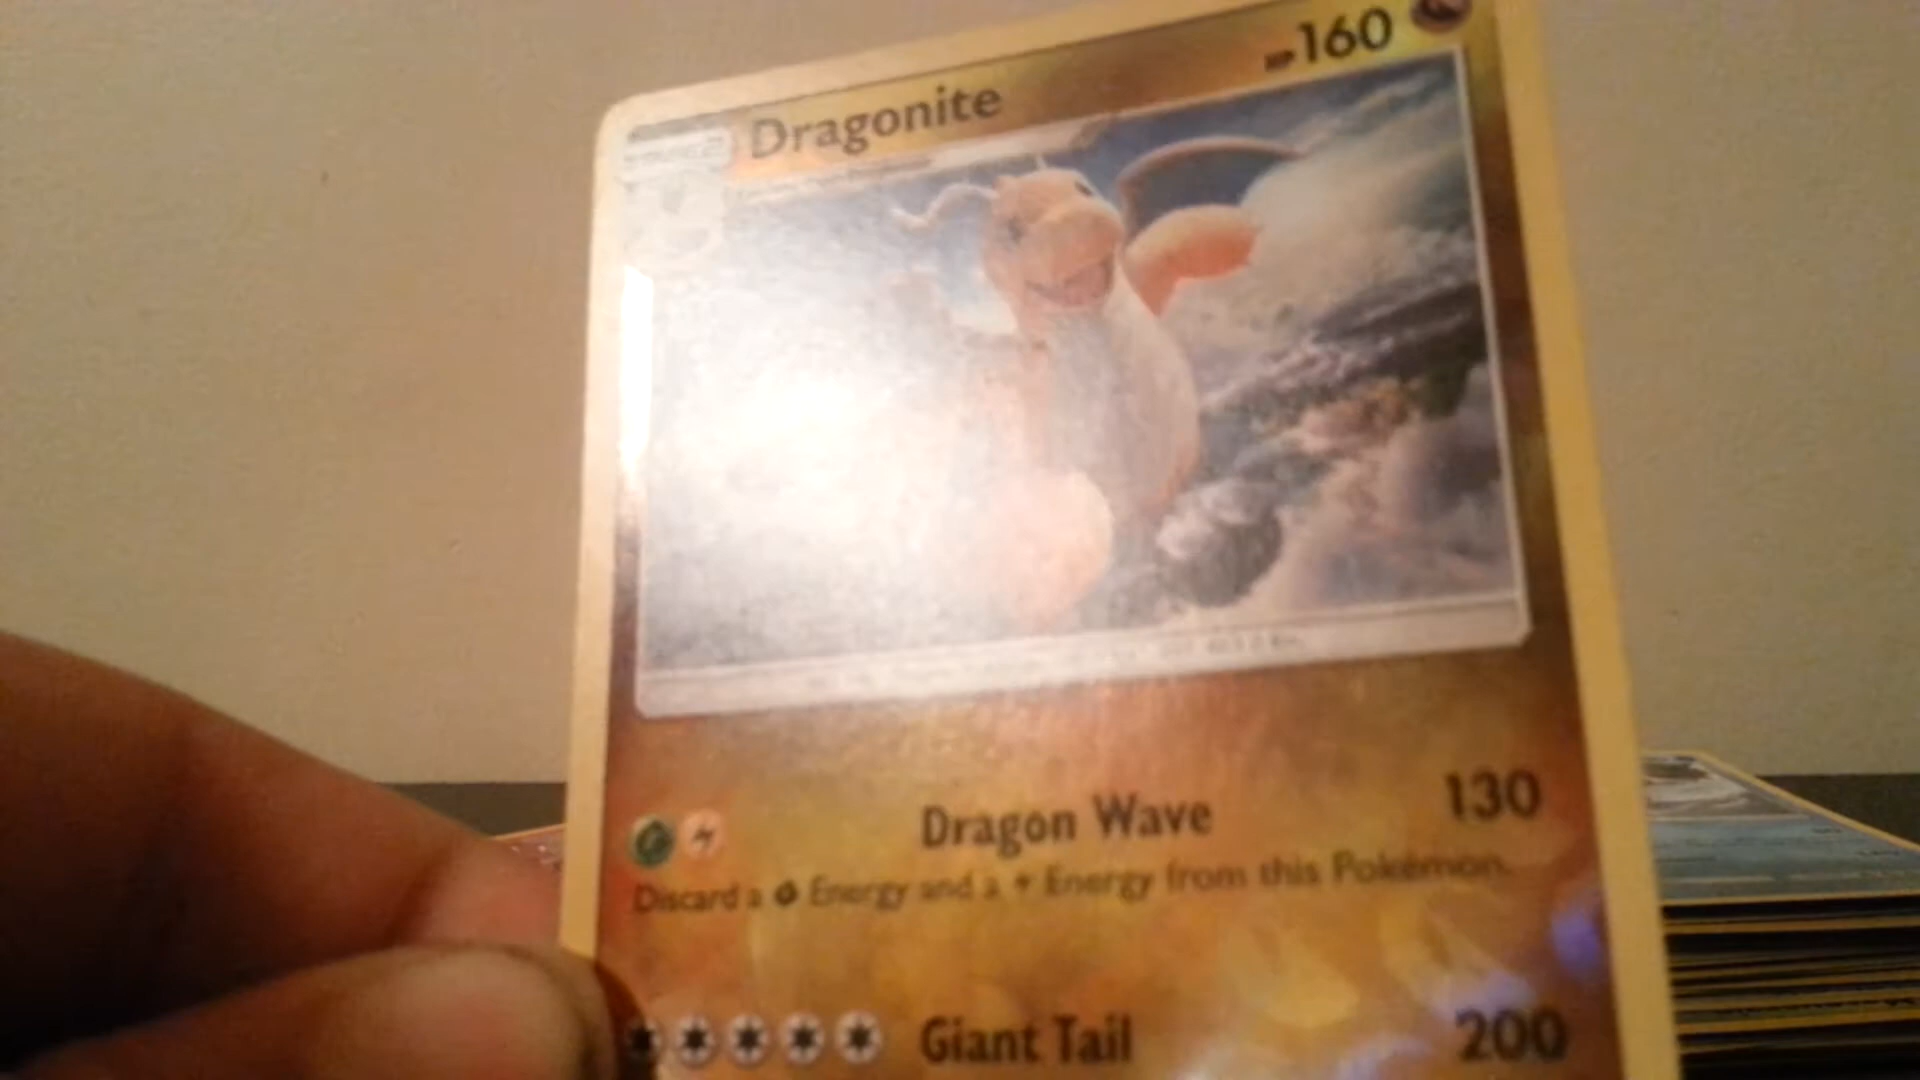 Dragonite HP160
Dragon Wave 130
Discard a Energy and a Energy from this Pokémon.
Giant Tail 200